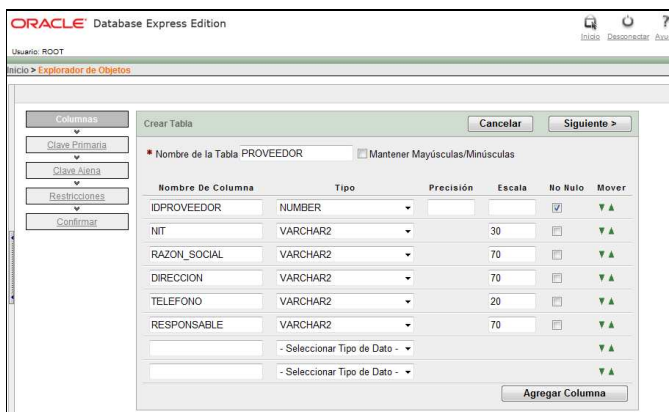 ORACLE Database Express Edition
Inicio Desconectar
Usuario: ROOT
Inicio > Explorador de Objetos
Columnas
Clave Primaria
Clave Ajena
Restricciones
Confirmar
Crear Tabla Cancelar Siguiente >
* Nombre de la Tabla PROVEEDOR Mantener Mayúsculas/Minúsculas
Nombre De Columna Tipo Precisión Escala No Nulo Mover
IDPROVEEDOR NUMBER
NIT VARCHAR2 30
RAZON_SOCIAL VARCHAR2 70
DIRECCION VARCHAR2 70
TELEFONO VARCHAR2 20
RESPONSABLE VARCHAR2 70
- Seleccionar Tipo de Dato -
- Seleccionar Tipo de Dato -
Agregar Columna